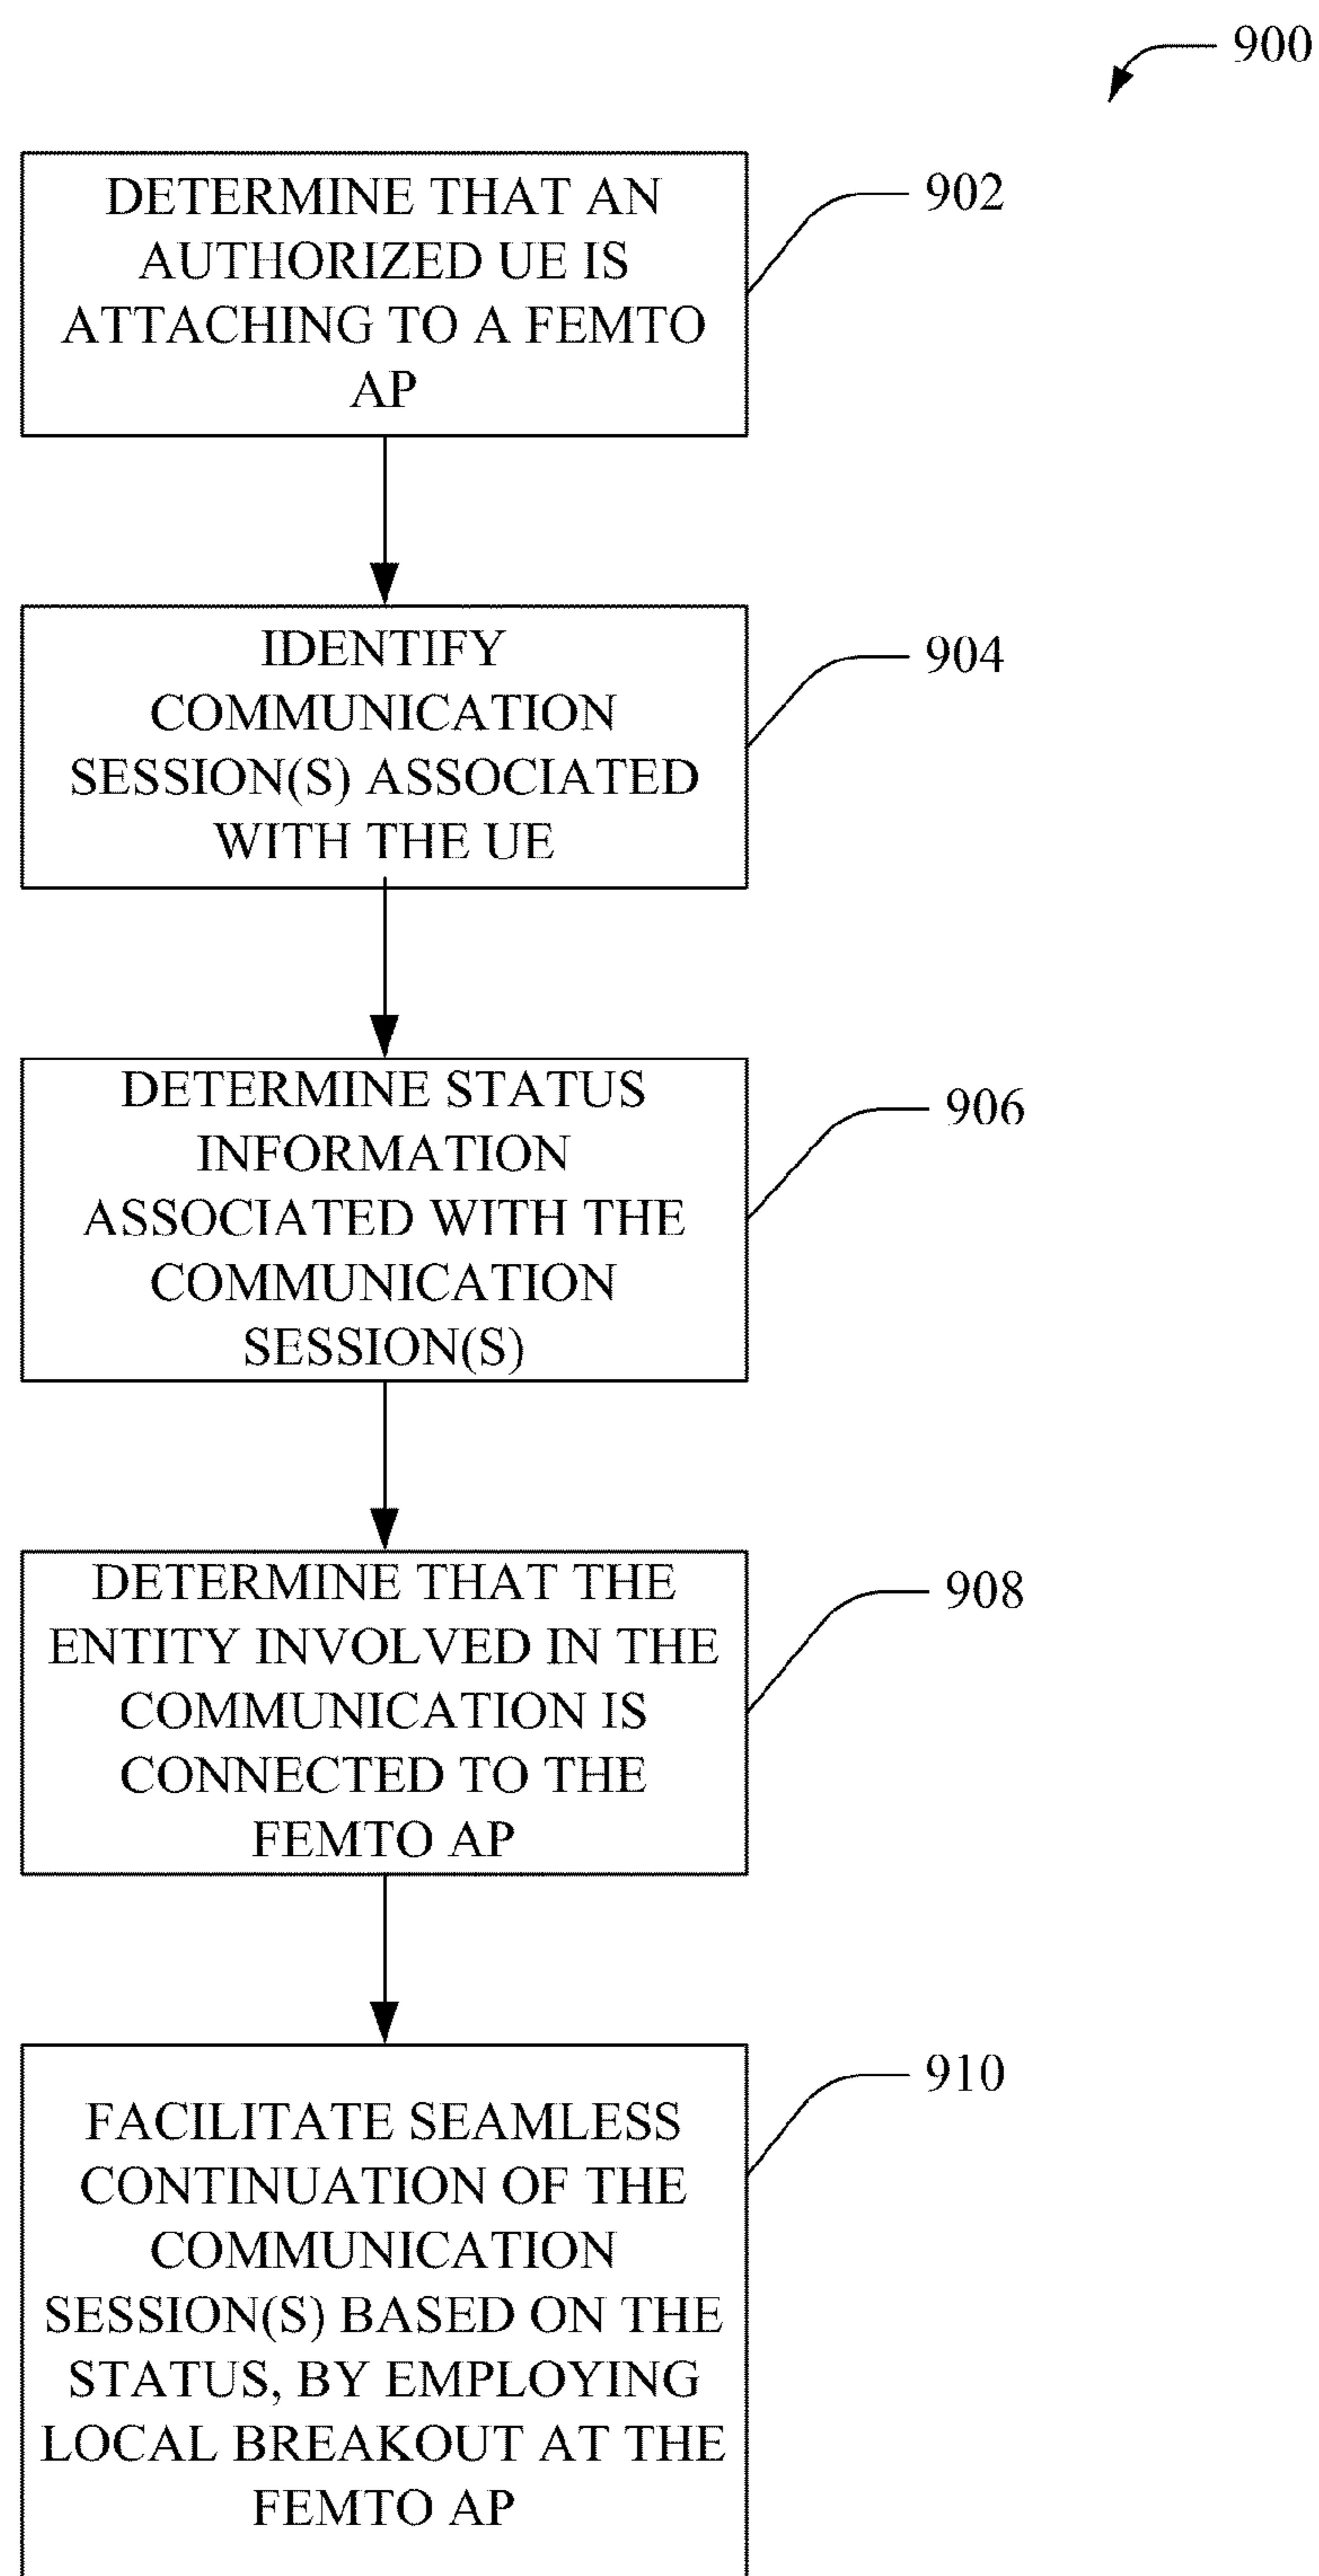 900
DETERMINE THAT AN
AUTHORIZED UE IS
ATTACHING TO A FEMTO
AP
902
IDENTIFY
COMMUNICATION
SESSION(S) ASSOCIATED
WITH THE UE
904
DETERMINE STATUS
INFORMATION
ASSOCIATED WITH THE
COMMUNICATION
SESSION(S)
906
DETERMINE THAT THE
ENTITY INVOLVED IN THE
COMMUNICATION IS
CONNECTED TO THE
FEMTO AP
908
FACILITATE SEAMLESS
CONTINUATION OF THE
COMMUNICATION
SESSION(S) BASED ON THE
STATUS, BY EMPLOYING
LOCAL BREAKOUT AT THE
FEMTO AP
910